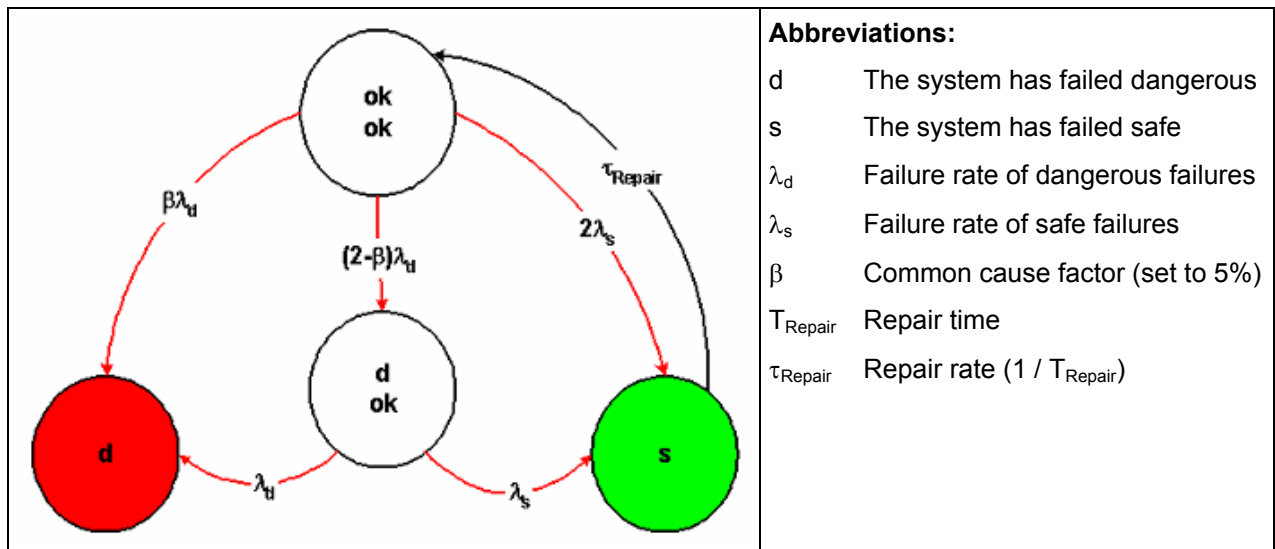 ok
ok
τRepair
βλd
2λs
(2-β)λd
d
ok
d
s
λd
λs
Abbreviations:
d The system has failed dangerous
s The system has failed safe
λd Failure rate of dangerous failures
λs Failure rate of safe failures
β Common cause factor (set to 5%)
TRepair Repair time
τRepair Repair rate (1 / TRepair)